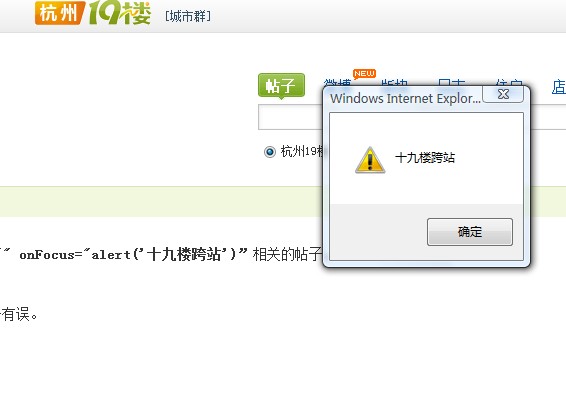 杭州 19楼 [城市群]
帖子 微博 NEW 版块 日志 住户 店
Windows Internet Explor...
十九楼跨站
杭州19楼
确定
" onFocus="alert('十九楼跨站')”相关的帖子
有误。